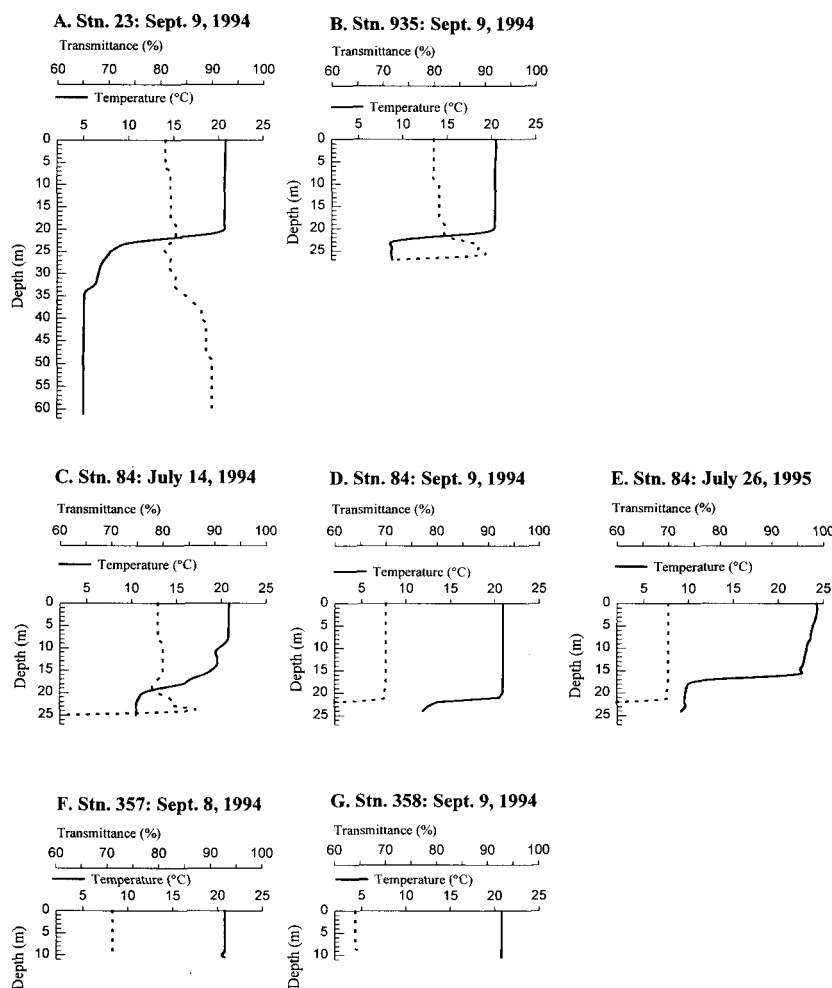 A. Stn. 23: Sept. 9, 1994
Transmittance (%)
60 70 80 90 100
Temperature (°C)
5 10 15 20 25
Depth (m)
0
5
10
15
20
25
30
35
40
45
50
55
60
B. Stn. 935: Sept. 9, 1994
Transmittance (%)
60 70 80 90 100
Temperature (°C)
5 10 15 20 25
Depth (m)
0
5
10
15
20
25
C. Stn. 84: July 14, 1994
Transmittance (%)
60 70 80 90 100
Temperature (°C)
5 10 15 20 25
Depth (m)
0
5
10
15
20
25
D. Stn. 84: Sept. 9, 1994
Transmittance (%)
60 70 80 90 100
Temperature (°C)
5 10 15 20 25
Depth (m)
0
5
10
15
20
25
E. Stn. 84: July 26, 1995
Transmittance (%)
60 70 80 90 100
Temperature (°C)
5 10 15 20 25
Depth (m)
0
5
10
15
20
25
F. Stn. 357: Sept. 8, 1994
Transmittance (%)
60 70 80 90 100
Temperature (°C)
5 10 15 20 25
Depth (m)
0
5
10
G. Stn. 358: Sept. 9, 1994
Transmittance (%)
60 70 80 90 100
Temperature (°C)
5 10 15 20 25
Depth (m)
0
5
10